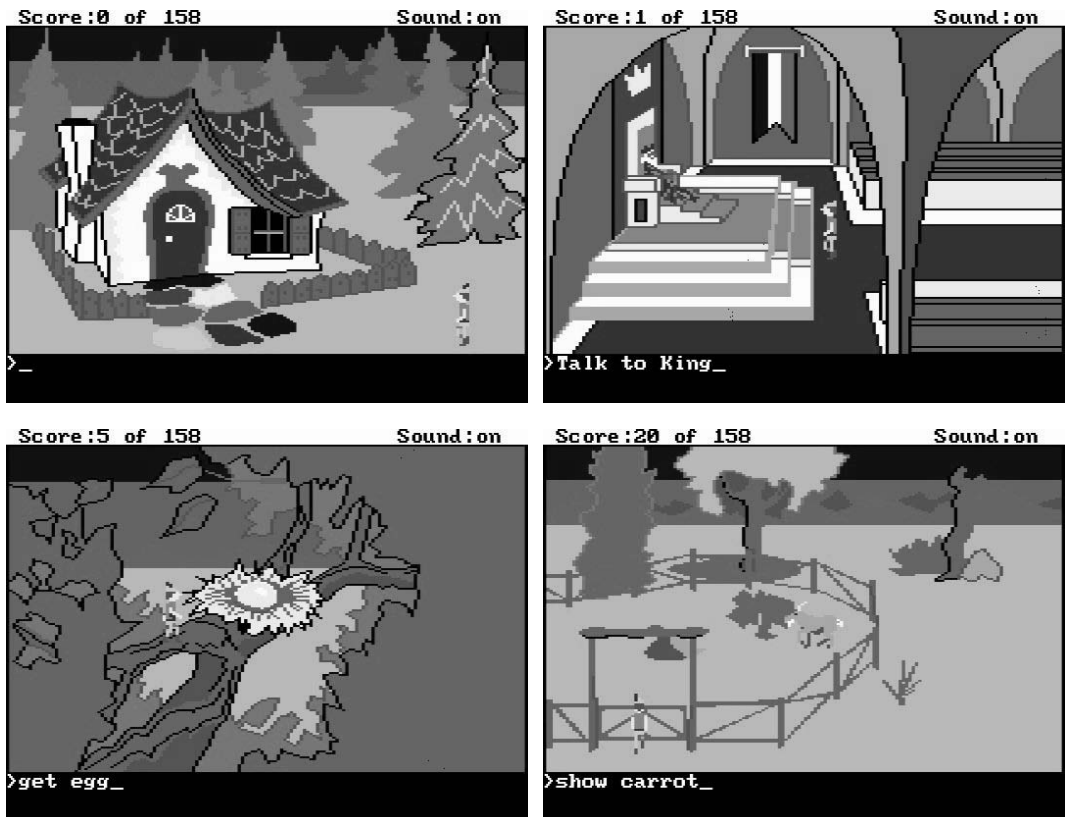 Score:0 of 158 Sound:on
>_
Score:1 of 158 Sound:on
>Talk to King_
Score:5 of 158 Sound:on
>get egg_
Score:20 of 158 Sound:on
>show carrot_